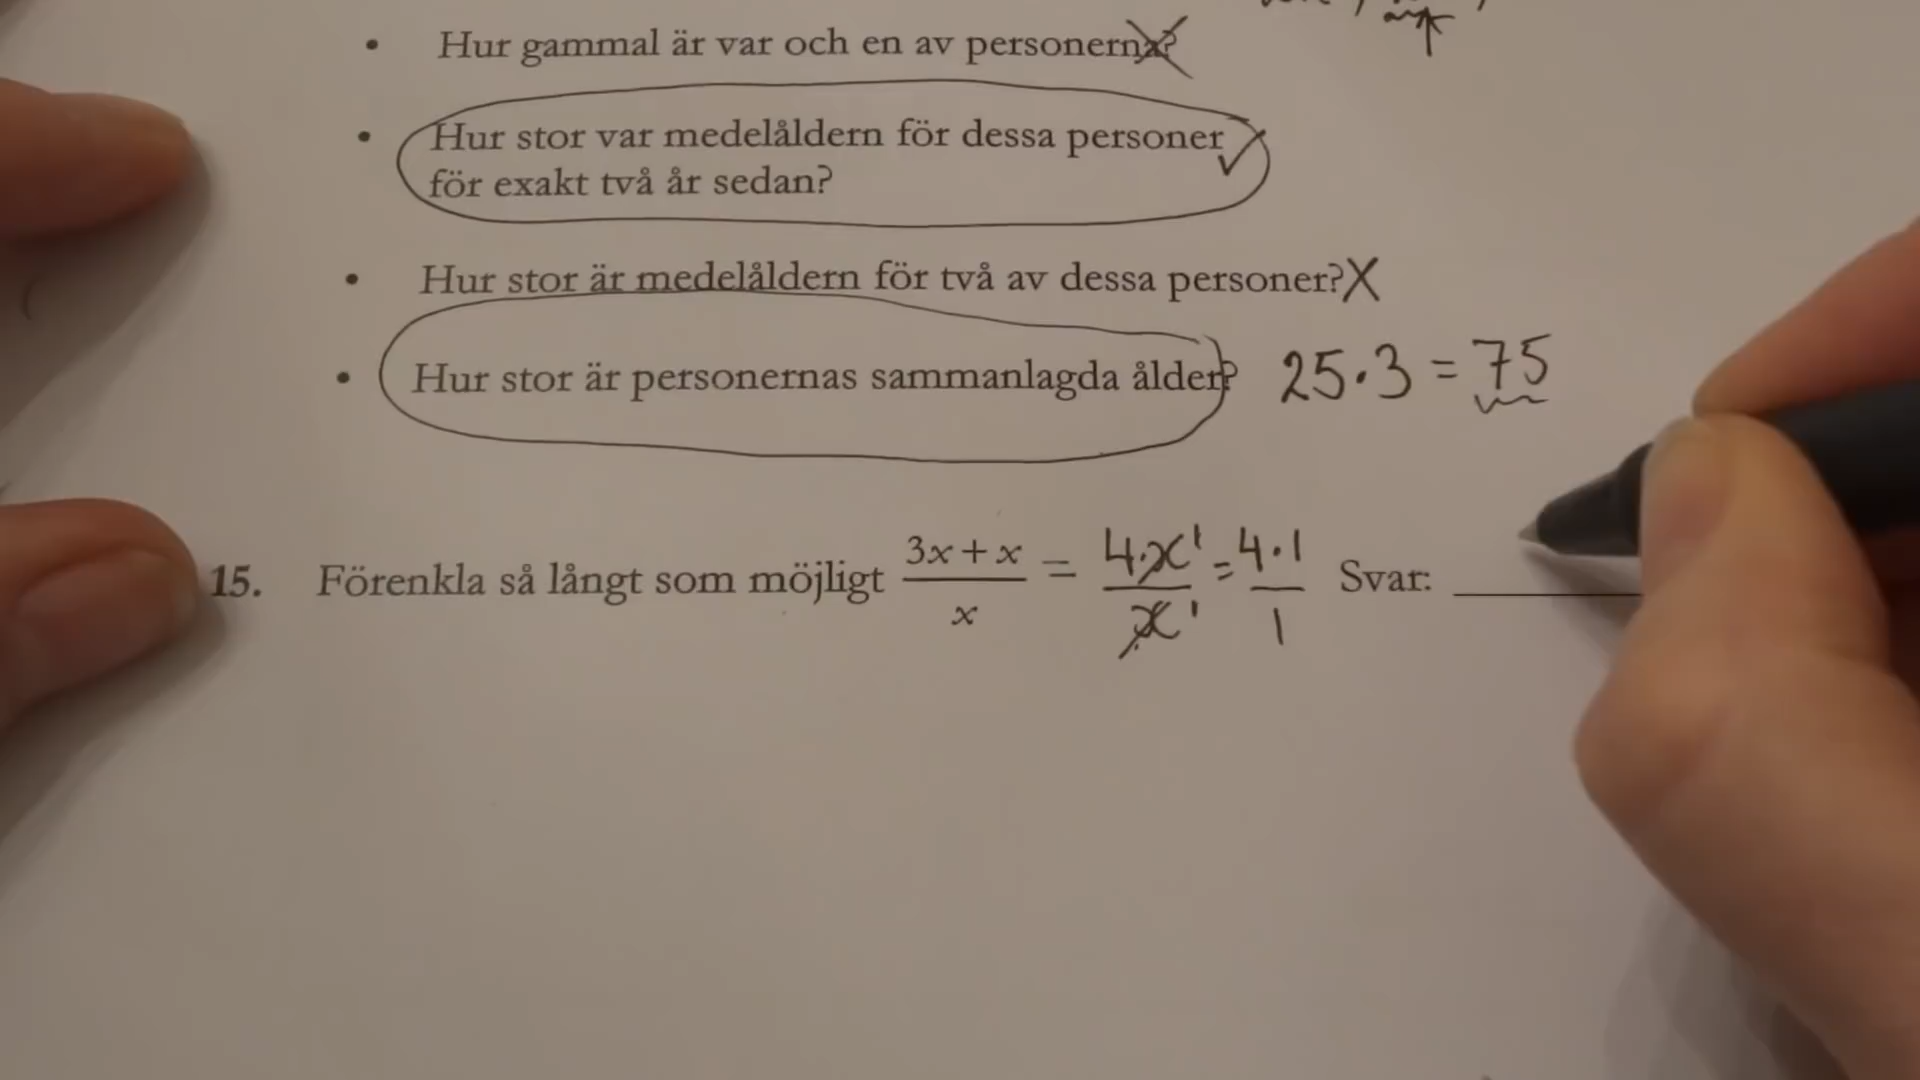 • Hur gammal är var och en av personerna?
• Hur stor var medelåldern för dessa personer
för exakt två år sedan?
• Hur stor är medelåldern för två av dessa personer? X
• Hur stor är personernas sammanlagda ålder? 25·3 = 75
15. Förenkla så långt som möjligt (3x + x)/x = 4·x¹/x¹ = 4·1/1 Svar: